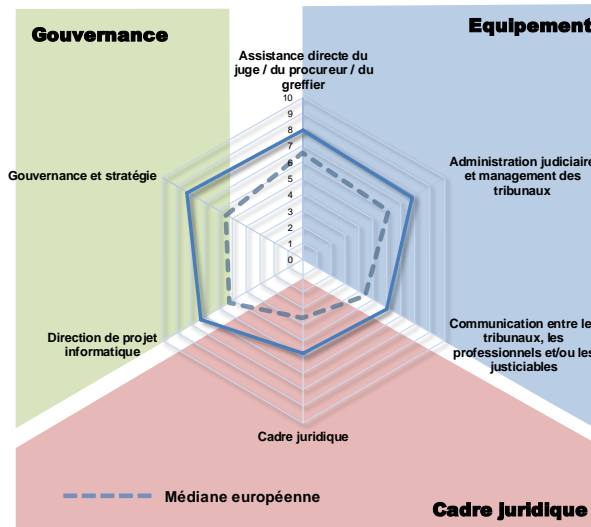 Gouvernance
Equipement
Assistance directe du
juge / du procureur / du
greffier
10
9
8
7
6
5
4
3
2
1
0
Gouvernance et stratégie
Administration judiciaire
et management des
tribunaux
Direction de projet
informatique
Communication entre le
tribunaux, les
professionnels et/ou les
justiciables
Cadre juridique
Médiane européenne
Cadre juridique